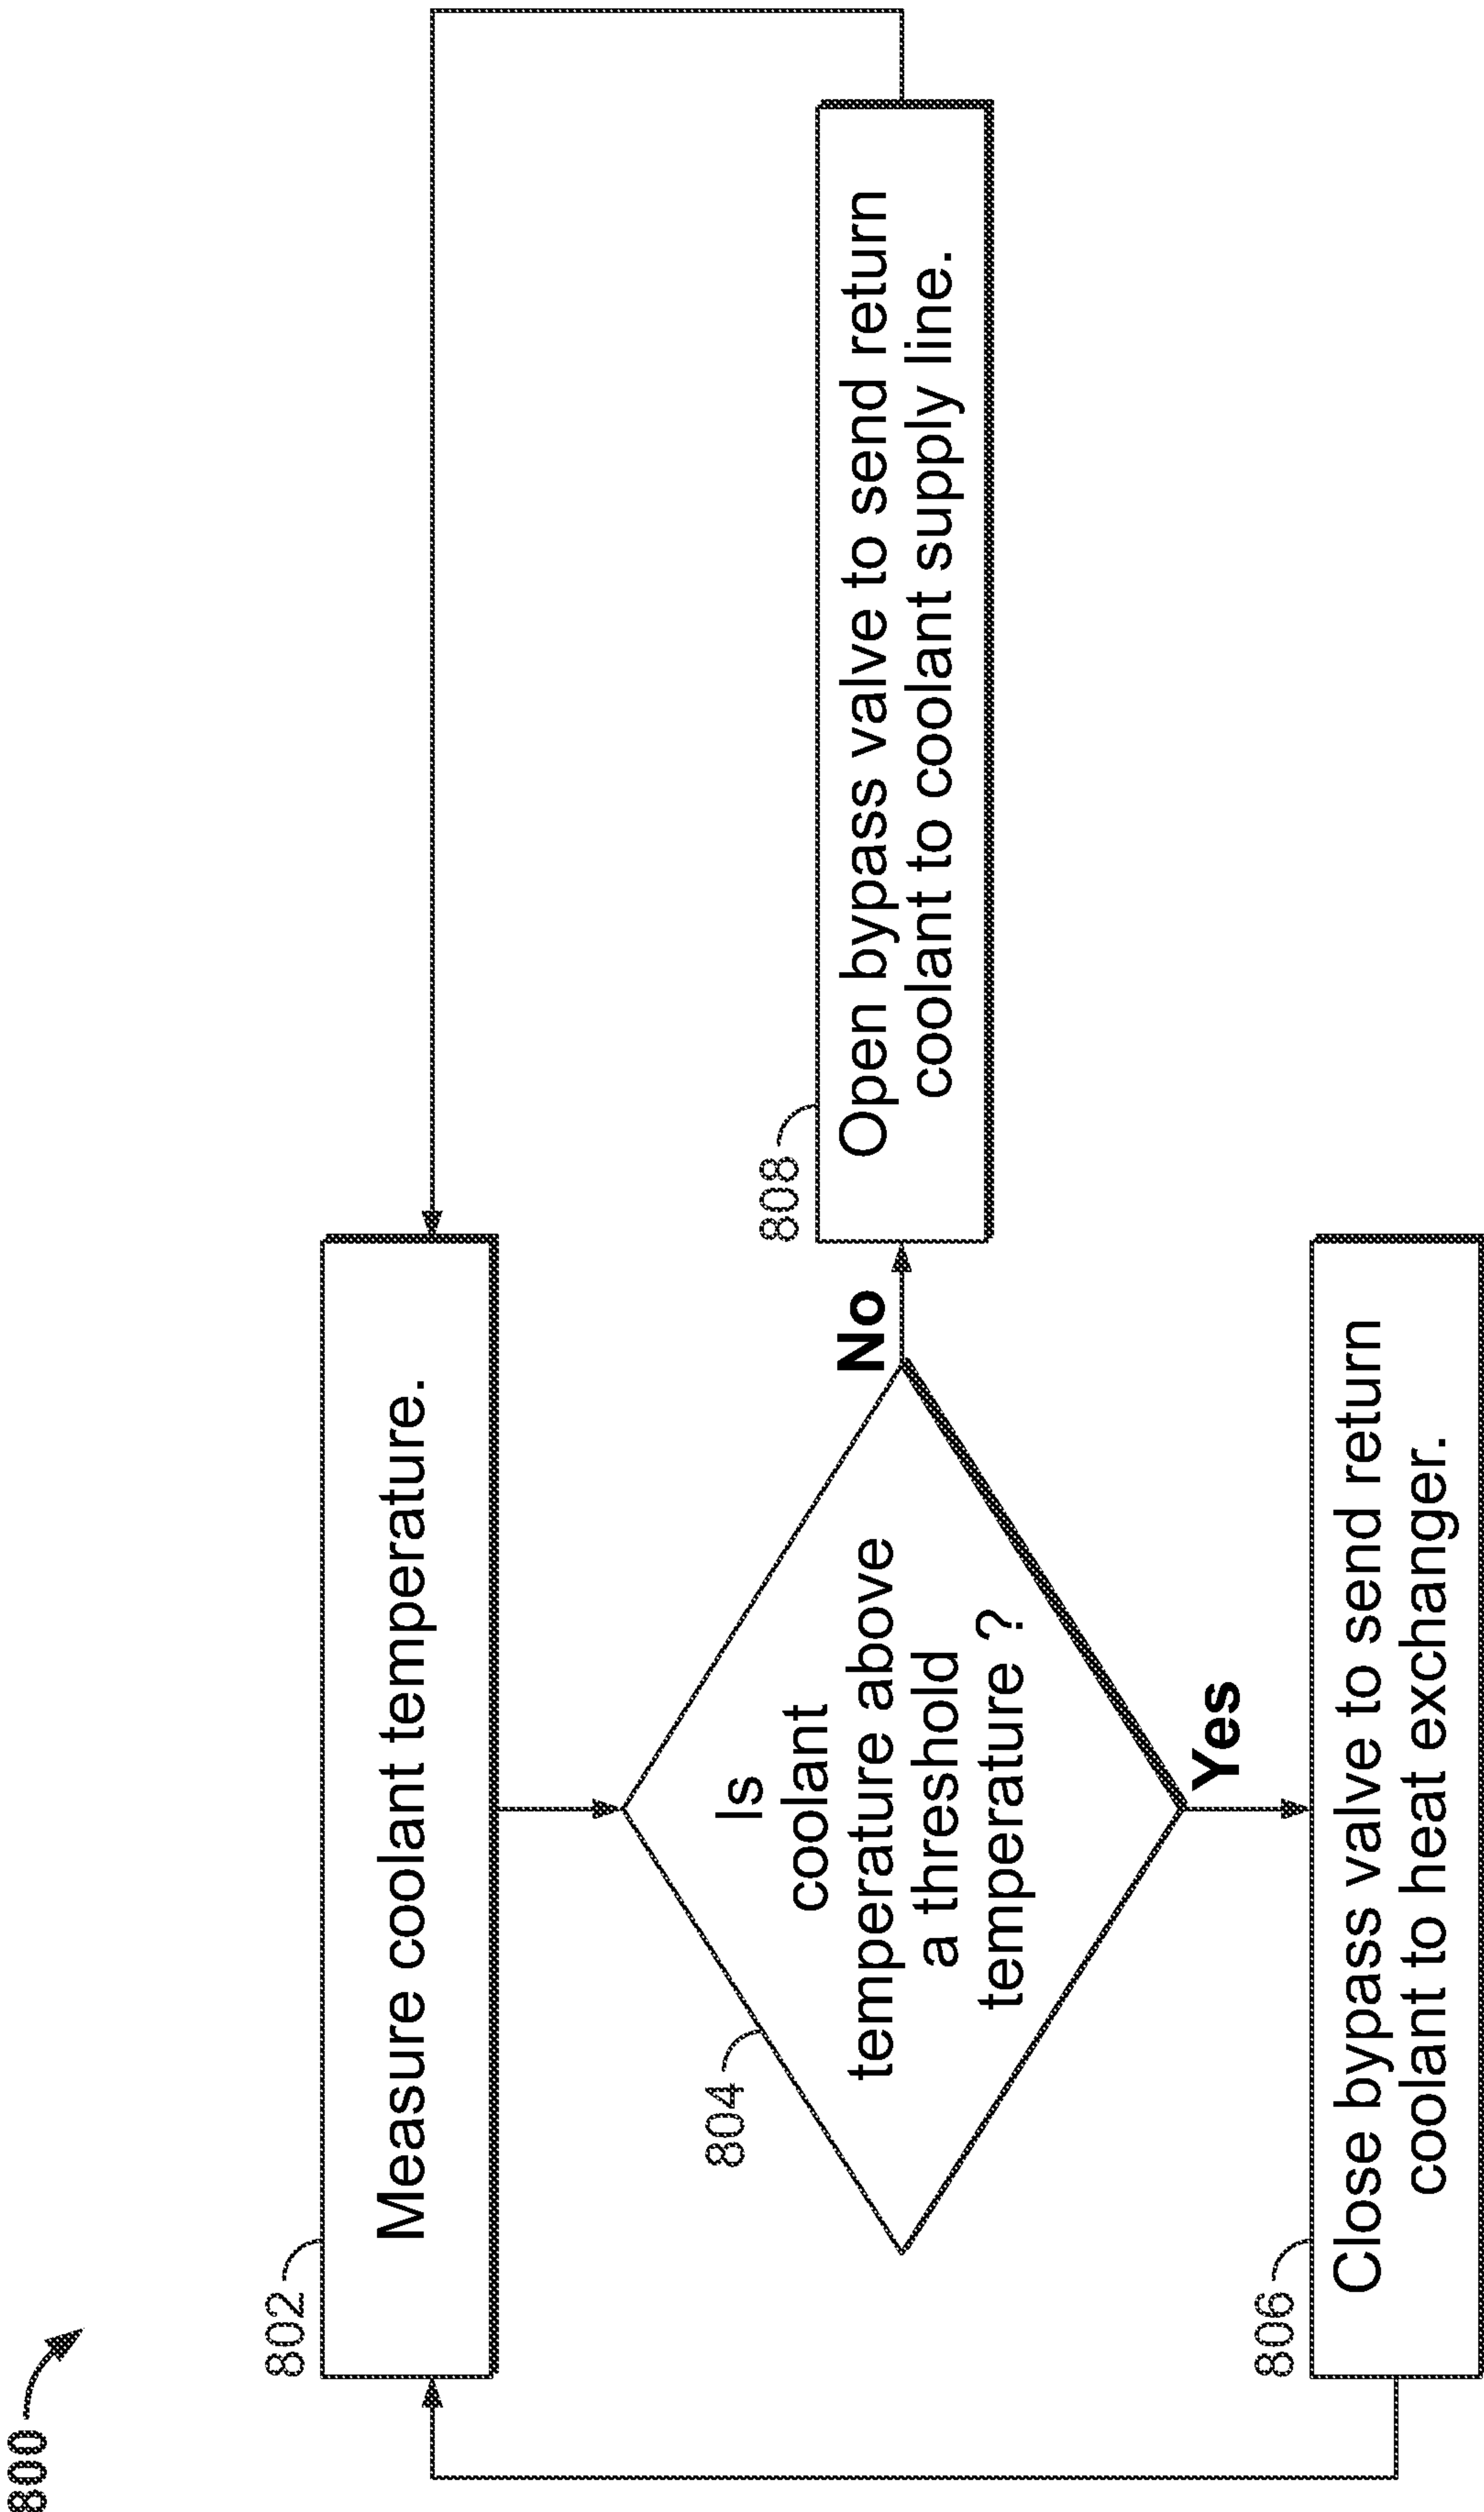 800
802
Measure coolant temperature.
804
Is
coolant
temperature above
a threshold
temperature ?
No
808
Open bypass valve to send return
coolant to coolant supply line.
Yes
806
Close bypass valve to send return
coolant to heat exchanger.